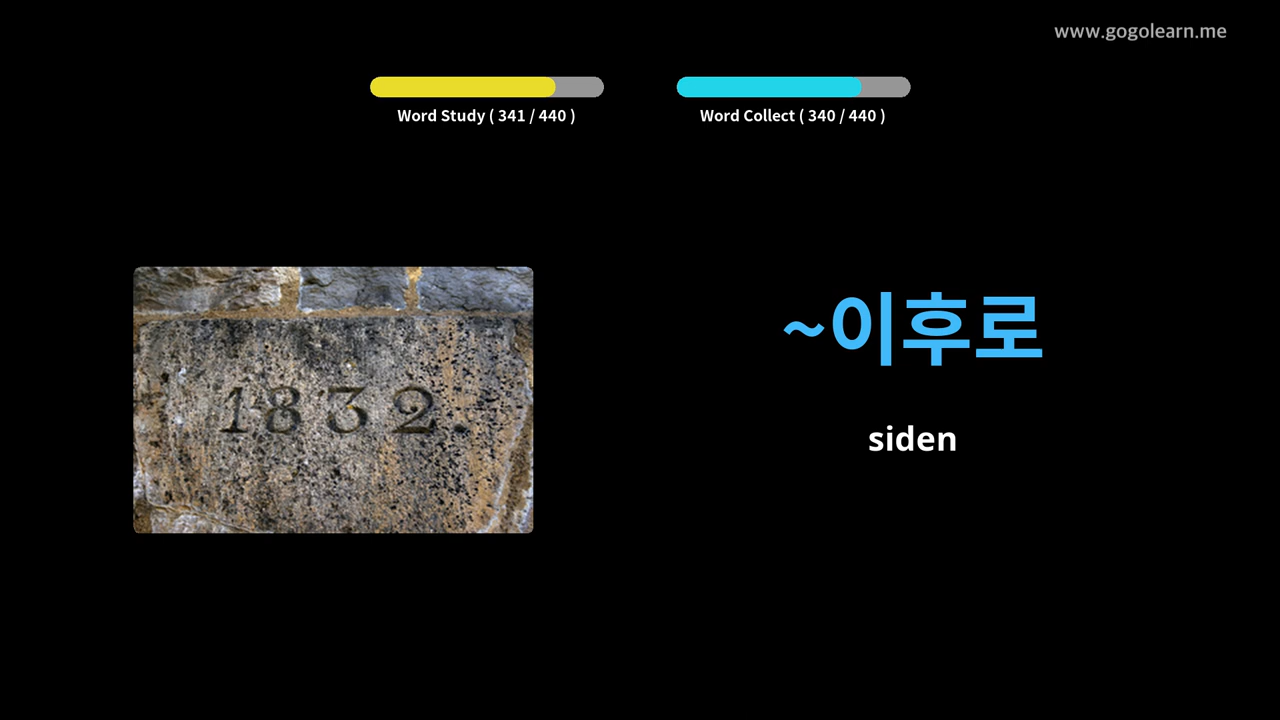 www.gogolearn.me
Word Study ( 341 / 440 )
Word Collect ( 340 / 440 )
1832.
~이후로
siden